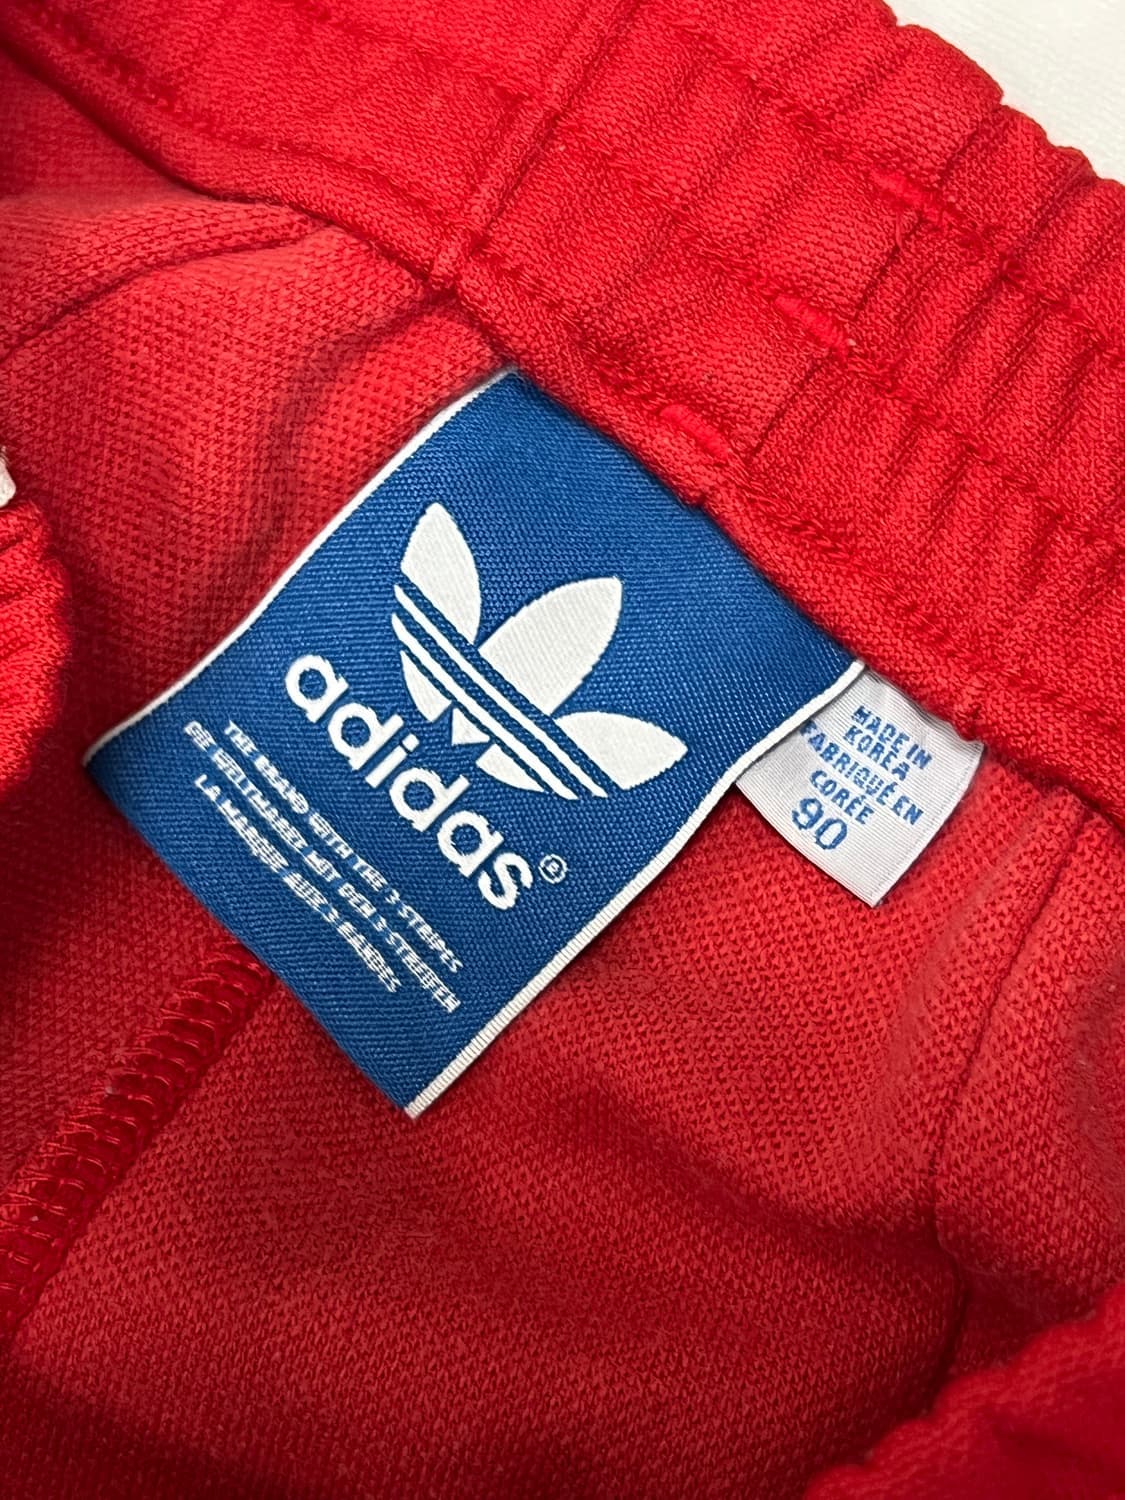 adidas®
THE BRAND WITH THE 3 STRIPES
DIE WELTMARKE MIT DEN 3 STREIFEN
LA MARQUE AUX 3 BANDES
MADE IN
KOREA
FABRIQUÉ EN
CORÉE
90